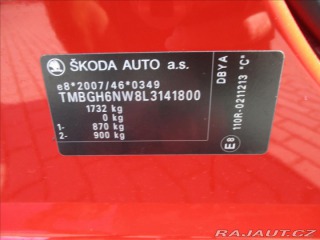 ŠKODA AUTO a.s.
e8*2007/46*0349
TMBGH6NW8L3141800
1732 kg
0 kg
1- 870 kg
2- 900 kg
DBYA
E8 110R-0211213 "C"
RAJAUT.CZ